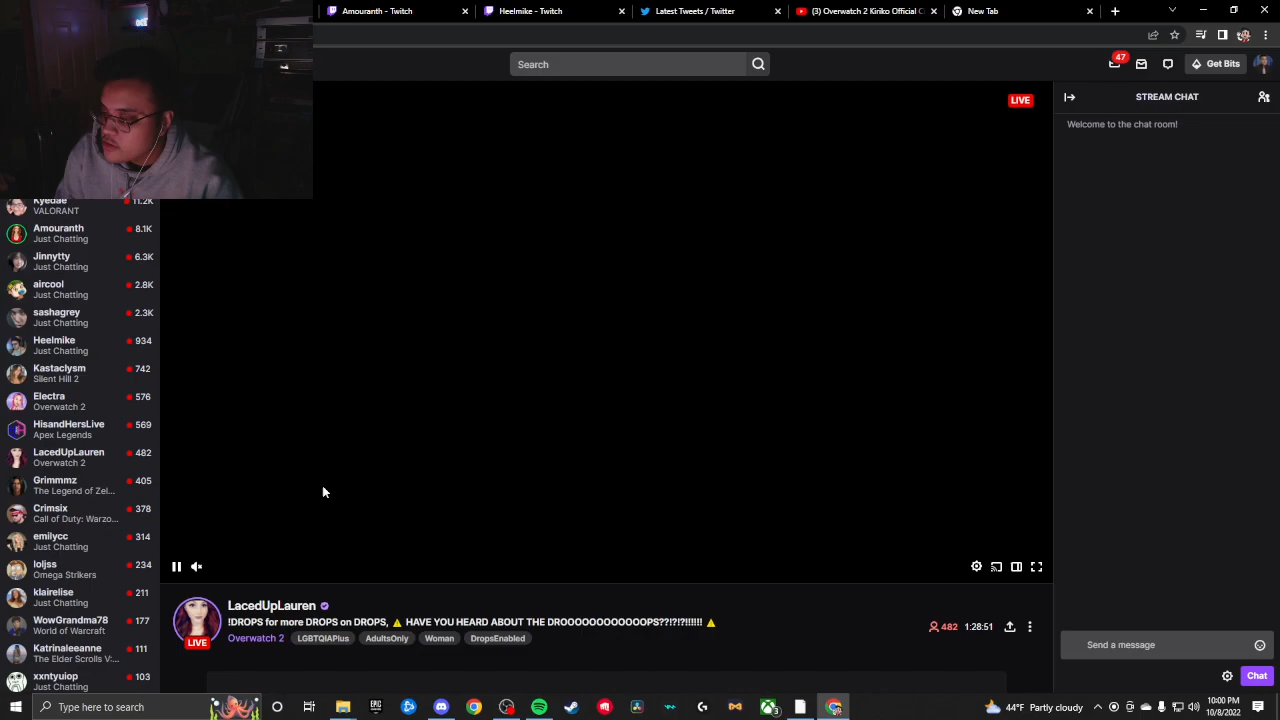 Amouranth - Twitch
Heelmike - Twitch
Latest Tweets / Twitter
(3) Overwatch 2 Kiriko Official C
New Tab
Search
47
Get Bits
LIVE
STREAM CHAT
Welcome to the chat room!
Kyedae 11.2K
VALORANT
Amouranth 8.1K
Just Chatting
Jinnytty 6.3K
Just Chatting
aircool 2.8K
Just Chatting
sashagrey 2.3K
Just Chatting
Heelmike 934
Just Chatting
Kastaclysm 742
Silent Hill 2
Electra 576
Overwatch 2
HisandHersLive 569
Apex Legends
LacedUpLauren 482
Overwatch 2
Grimmmz 405
The Legend of Zel...
Crimsix 378
Call of Duty: Warzo...
emilycc 314
Just Chatting
loljss 234
Omega Strikers
klairelise 211
Just Chatting
WowGrandma78 177
World of Warcraft
Katrinaleeanne 111
The Elder Scrolls V:...
xxntyuiop 103
Just Chatting
LacedUpLauren
!DROPS for more DROPS on DROPS, ⚠ HAVE YOU HEARD ABOUT THE DROOOOOOOOOOOOPS??!?!?!!!!!! ⚠
Overwatch 2 LGBTQIAPlus AdultsOnly Woman DropsEnabled
LIVE
482 1:28:51
Send a message
Chat
Type here to search
EPIC GAMES
3
44°F Partly cloudy
10:00 PM
10/8/2022